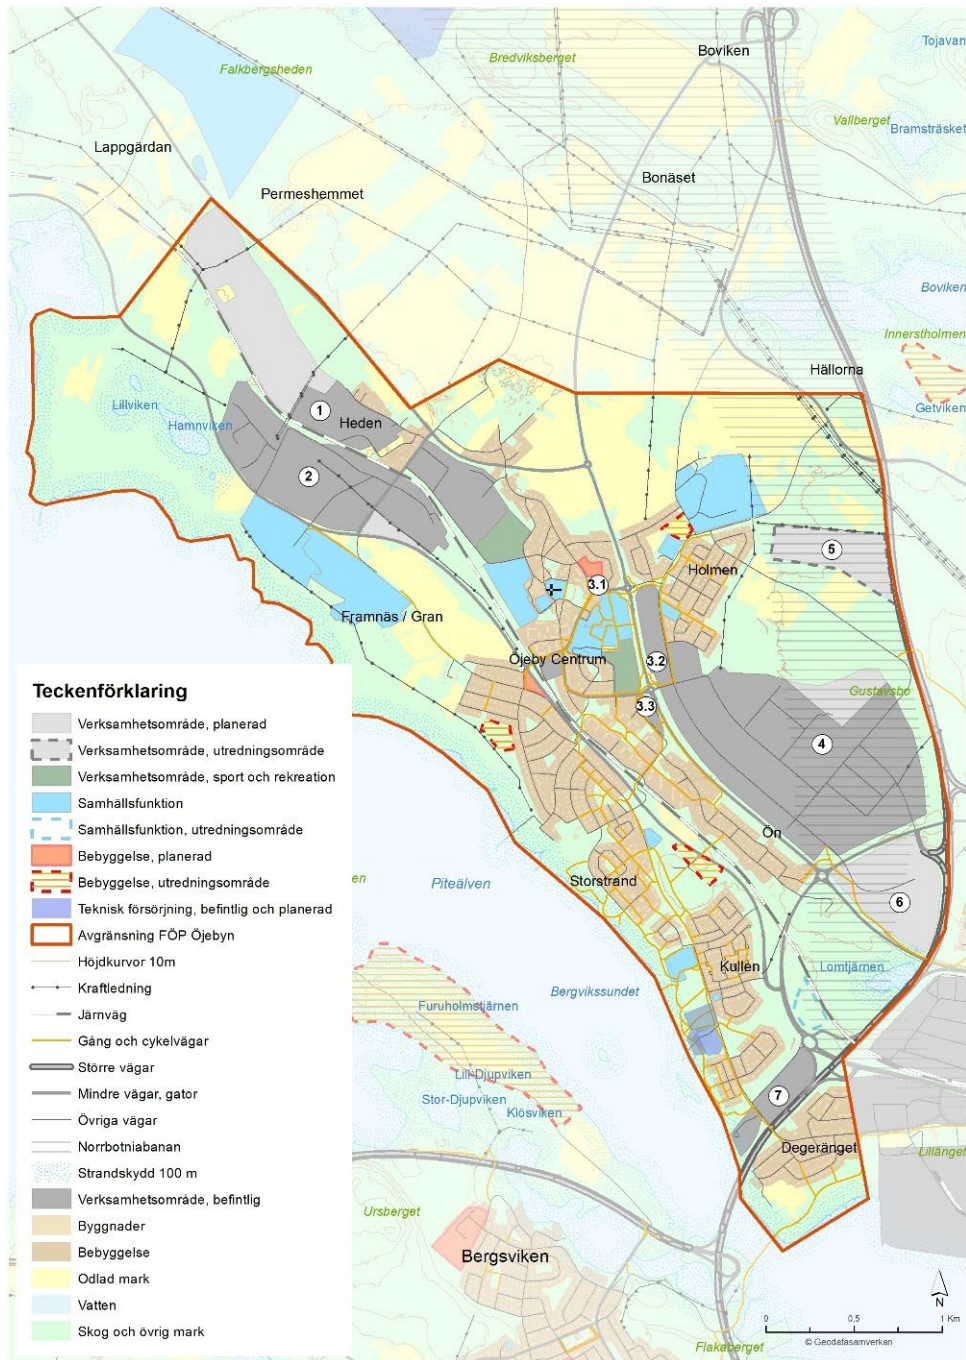 Boviken
Tojavan
Bredviksberget
Falkbergsheden
Vallberget
Bramsträsket
Lappgärdan
Bonäset
Permeshemmet
Boviken
Innerstholmen
Hällorna
Getviken
Lillviken
1
Heden
Hamnviken
2
5
Holmen
3.1
Framnäs / Gran
Öjeby Centrum
3.2
Gustavsbo
3.3
4
Ön
Storstrand
Piteälven
6
Kullen
Lomtjärnen
Bergvikssundet
Furuholmstjärnen
Lill-Djupviken
Stor-Djupviken
Klösviken
7
Degeränget
Lillånget
Ursberget
Bergsviken
Flakaberget
Teckenförklaring
Verksamhetsområde, planerad
Verksamhetsområde, utredningsområde
Verksamhetsområde, sport och rekreation
Samhällsfunktion
Samhällsfunktion, utredningsområde
Bebyggelse, planerad
Bebyggelse, utredningsområde
Teknisk försörjning, befintlig och planerad
Avgränsning FÖP Öjebyn
Höjdkurvor 10m
Kraftledning
Järnväg
Gång och cykelvägar
Större vägar
Mindre vägar, gator
Övriga vägar
Norrbotniabanan
Strandskydd 100 m
Verksamhetsområde, befintlig
Byggnader
Bebyggelse
Odlad mark
Vatten
Skog och övrig mark
N
0 0,5 1 Km
© Geodatasamverkan